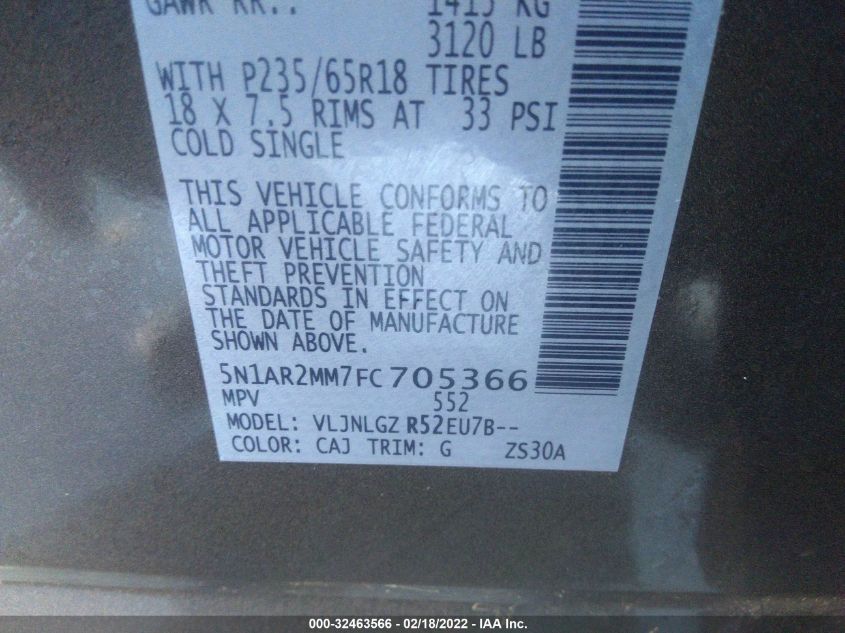 GAWR RR.: 1415 KG
3120 LB
WITH P235/65R18 TIRES
18 X 7.5 RIMS AT 33 PSI
COLD SINGLE
THIS VEHICLE CONFORMS TO
ALL APPLICABLE FEDERAL
MOTOR VEHICLE SAFETY AND
THEFT PREVENTION
STANDARDS IN EFFECT ON
THE DATE OF MANUFACTURE
SHOWN ABOVE.
5N1AR2MM7FC705366
MPV 552
MODEL: VLJNLGZ R52EU7B--
COLOR: CAJ TRIM: G ZS30A
000-32463566 - 02/18/2022 - IAA Inc.